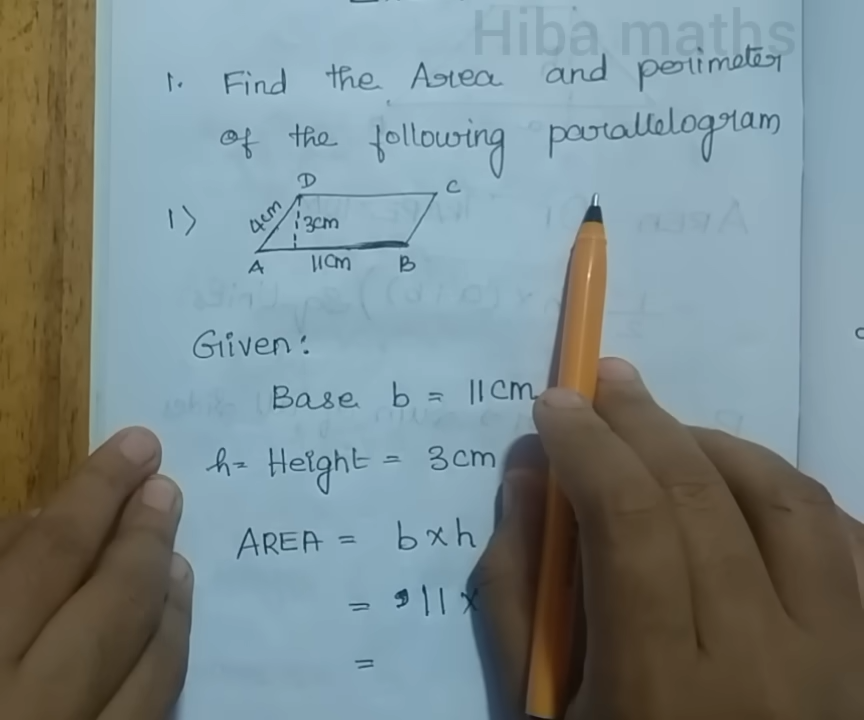 Hiba maths
1. Find the Area and perimeter
of the following parallelogram
1)
D
C
4cm
3cm
A
11cm
B
Given:
Base b = 11cm
h = Height = 3cm
AREA = b x h
= 11 x
=